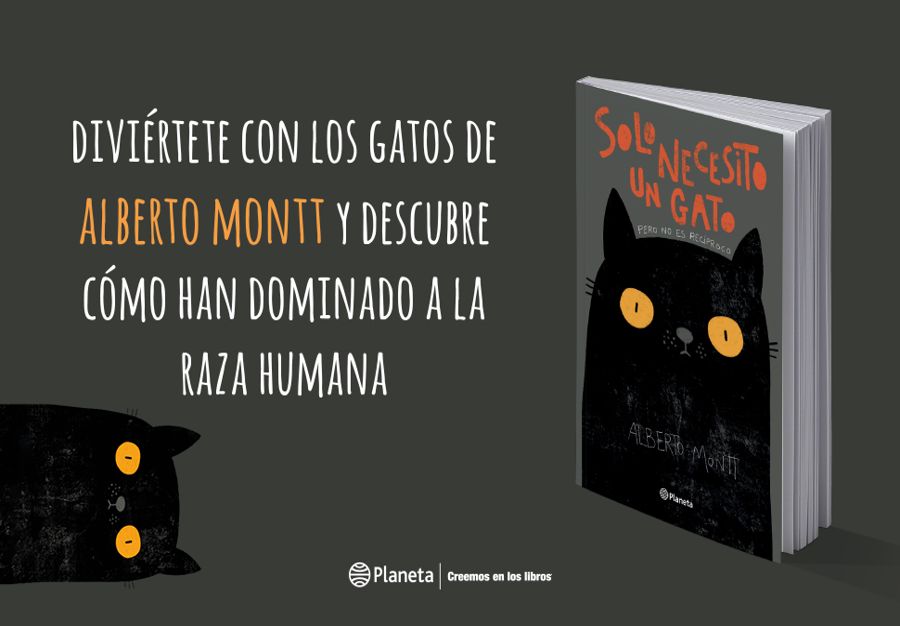 DIVIÉRTETE CON LOS GATOS DE
ALBERTO MONTT Y DESCUBRE
CÓMO HAN DOMINADO A LA
RAZA HUMANA
SOLO
NECESITO
UN GATO
PERO NO ES RECÍPROCO
ALBERTO MONTT
Planeta
Planeta | Creemos en los libros